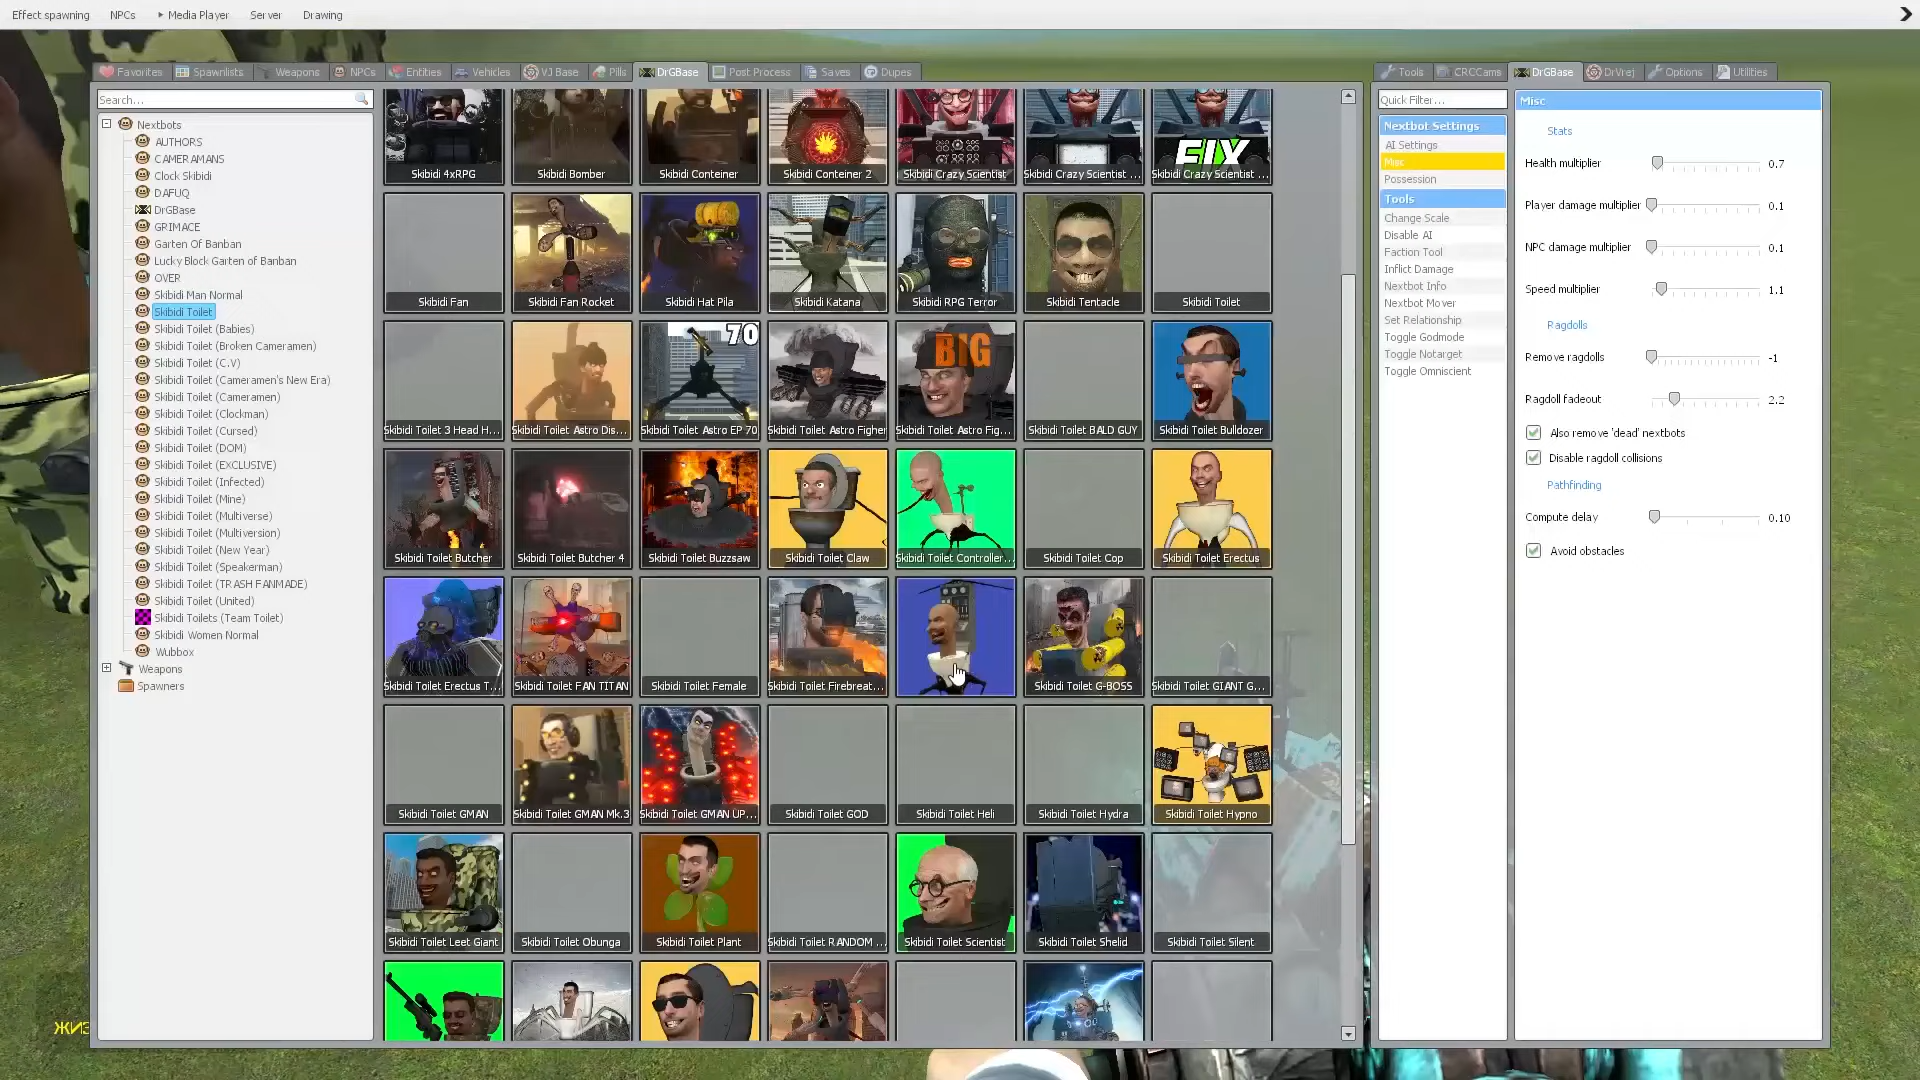 Effect spawning NPCs Media Player Server Drawing
Favorites Spawnlists Weapons NPCs Entities Vehicles VJ Base Pills DrGBase Post Process Saves Dupes
Search...
Nextbots
AUTHORS
CAMERAMANS
Clock Skibidi
DAFUQ
DrGBase
GRIMACE
Garten Of Banban
Lucky Block Garten of Banban
OVER
Skibidi Man Normal
Skibidi Toilet
Skibidi Toilet (Babies)
Skibidi Toilet (Broken Cameramen)
Skibidi Toilet (C.V)
Skibidi Toilet (Cameramen's New Era)
Skibidi Toilet (Cameramen)
Skibidi Toilet (Clockman)
Skibidi Toilet (Cursed)
Skibidi Toilet (DOM)
Skibidi Toilet (EXCLUSIVE)
Skibidi Toilet (Infected)
Skibidi Toilet (Mine)
Skibidi Toilet (Multiverse)
Skibidi Toilet (Multiversion)
Skibidi Toilet (New Year)
Skibidi Toilet (Speakerman)
Skibidi Toilet (TRASH FANMADE)
Skibidi Toilet (United)
Skibidi Toilets (Team Toilet)
Skibidi Women Normal
Wubbox
Weapons
Spawners
FIX
Skibidi 4xRPG Skibidi Bomber Skibidi Conteiner Skibidi Conteiner 2 Skibidi Crazy Scientist Skibidi Crazy Scientist ... Skibidi Crazy Scientist ...
Skibidi Fan Skibidi Fan Rocket Skibidi Hat Pila Skibidi Katana Skibidi RPG Terror Skibidi Tentacle Skibidi Toilet
70 BIG
Skibidi Toilet 3 Head H... Skibidi Toilet Astro Dis... Skibidi Toilet Astro EP 70 Skibidi Toilet Astro Figher Skibidi Toilet Astro Fig... Skibidi Toilet BALD GUY Skibidi Toilet Bulldozer
Skibidi Toilet Butcher Skibidi Toilet Butcher 4 Skibidi Toilet Buzzsaw Skibidi Toilet Claw Skibidi Toilet Controller... Skibidi Toilet Cop Skibidi Toilet Erectus
Skibidi Toilet Erectus T... Skibidi Toilet FAN TITAN Skibidi Toilet Female Skibidi Toilet Firebreat... Skibidi Toilet G-BOSS Skibidi Toilet GIANT G...
Skibidi Toilet GMAN Skibidi Toilet GMAN Mk.3 Skibidi Toilet GMAN UP... Skibidi Toilet GOD Skibidi Toilet Heli Skibidi Toilet Hydra Skibidi Toilet Hypno
Skibidi Toilet Leet Giant Skibidi Toilet Obunga Skibidi Toilet Plant Skibidi Toilet RANDOM ... Skibidi Toilet Scientist Skibidi Toilet Shelid Skibidi Toilet Silent
ЖИЗ
Tools CRCCams DrGBase DrVrej Options Utilities
Quick Filter...
Nextbot Settings
AI Settings
Misc
Possession
Tools
Change Scale
Disable AI
Faction Tool
Inflict Damage
Nextbot Info
Nextbot Mover
Set Relationship
Toggle Godmode
Toggle Notarget
Toggle Omniscient
Misc
Stats
Health multiplier 0.7
Player damage multiplier 0.1
NPC damage multiplier 0.1
Speed multiplier 1.1
Ragdolls
Remove ragdolls -1
Ragdoll fadeout 2.2
Also remove 'dead' nextbots
Disable ragdoll collisions
Pathfinding
Compute delay 0.10
Avoid obstacles